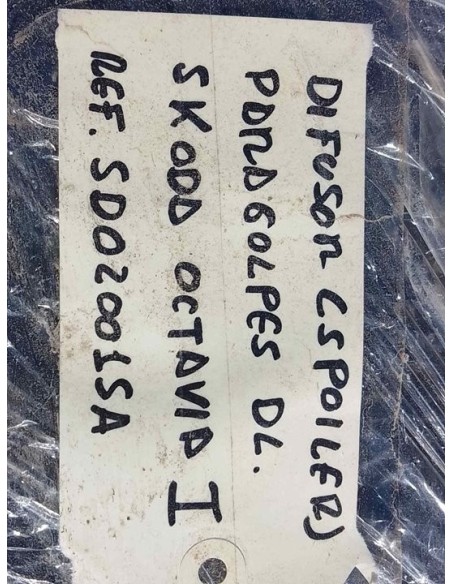 DIFUSOR (SPOILER)
PARAGOLPES DL.
SKODA OCTAVIA I
REF. SD02001SA